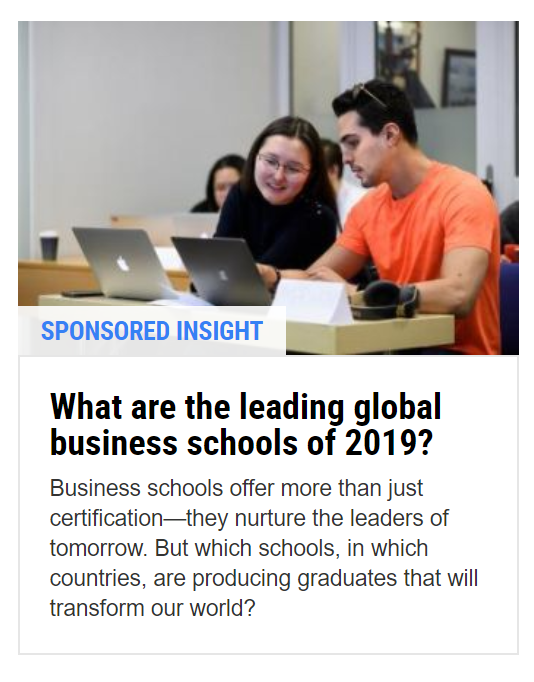 SPONSORED INSIGHT
What are the leading global
business schools of 2019?
Business schools offer more than just
certification—they nurture the leaders of
tomorrow. But which schools, in which
countries, are producing graduates that will
transform our world?